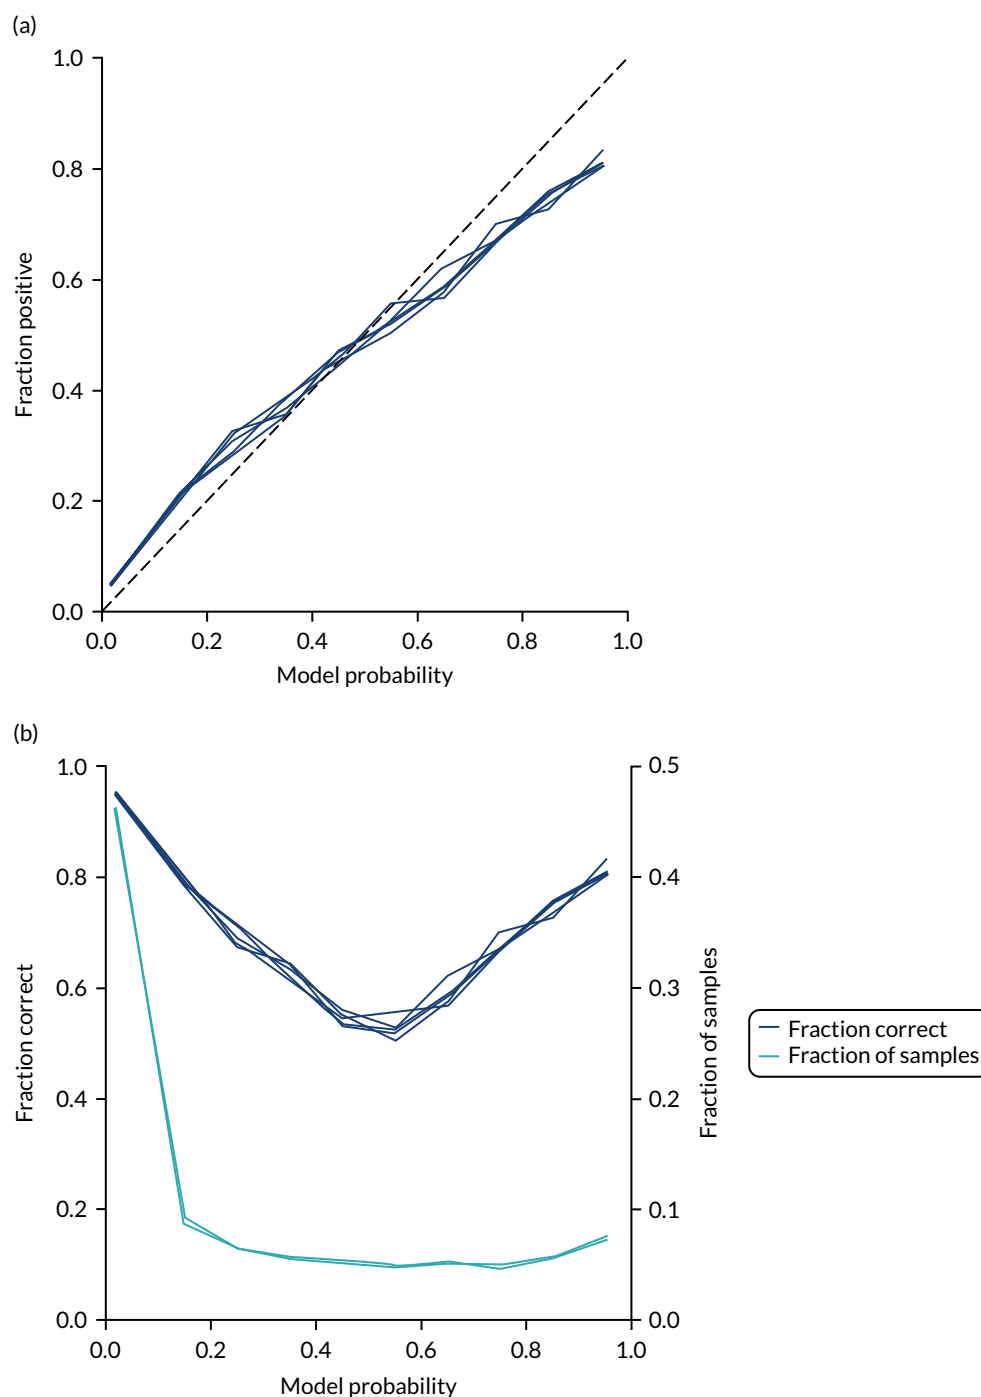 (a)
1.0
0.8
0.6
0.4
0.2
0.0
Fraction positive
0.0 0.2 0.4 0.6 0.8 1.0
Model probability
(b)
1.0
0.8
0.6
0.4
0.2
0.0
Fraction correct
0.5
0.4
0.3
0.2
0.1
0.0
Fraction of samples
0.0 0.2 0.4 0.6 0.8 1.0
Model probability
Fraction correct
Fraction of samples